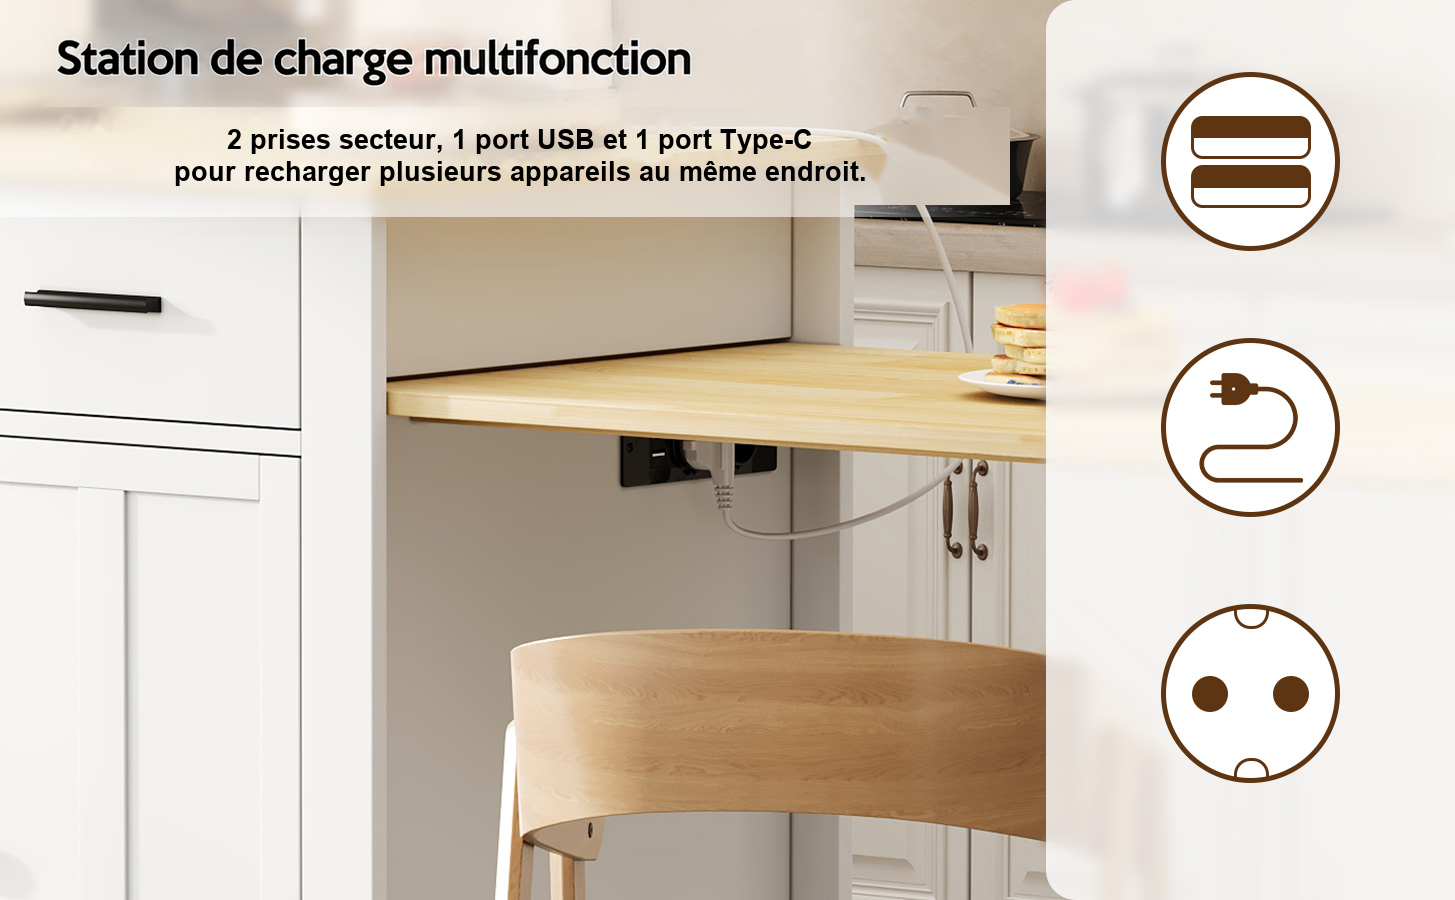 Station de charge multifonction
2 prises secteur, 1 port USB et 1 port Type-C
pour recharger plusieurs appareils au même endroit.